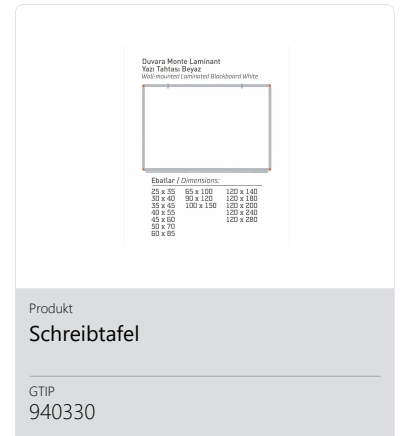 Duvara Monte Laminant
Yazı Tahtası Beyaz
Wall-mounted Laminated Blackboard White
Ebatlar / Dimensions:
25 x 35 65 x 100 120 x 140
30 x 40 90 x 120 120 x 180
35 x 45 100 x 150 120 x 200
40 x 55 120 x 240
45 x 60 120 x 280
50 x 70
60 x 85
Produkt
Schreibtafel
GTIP
940330